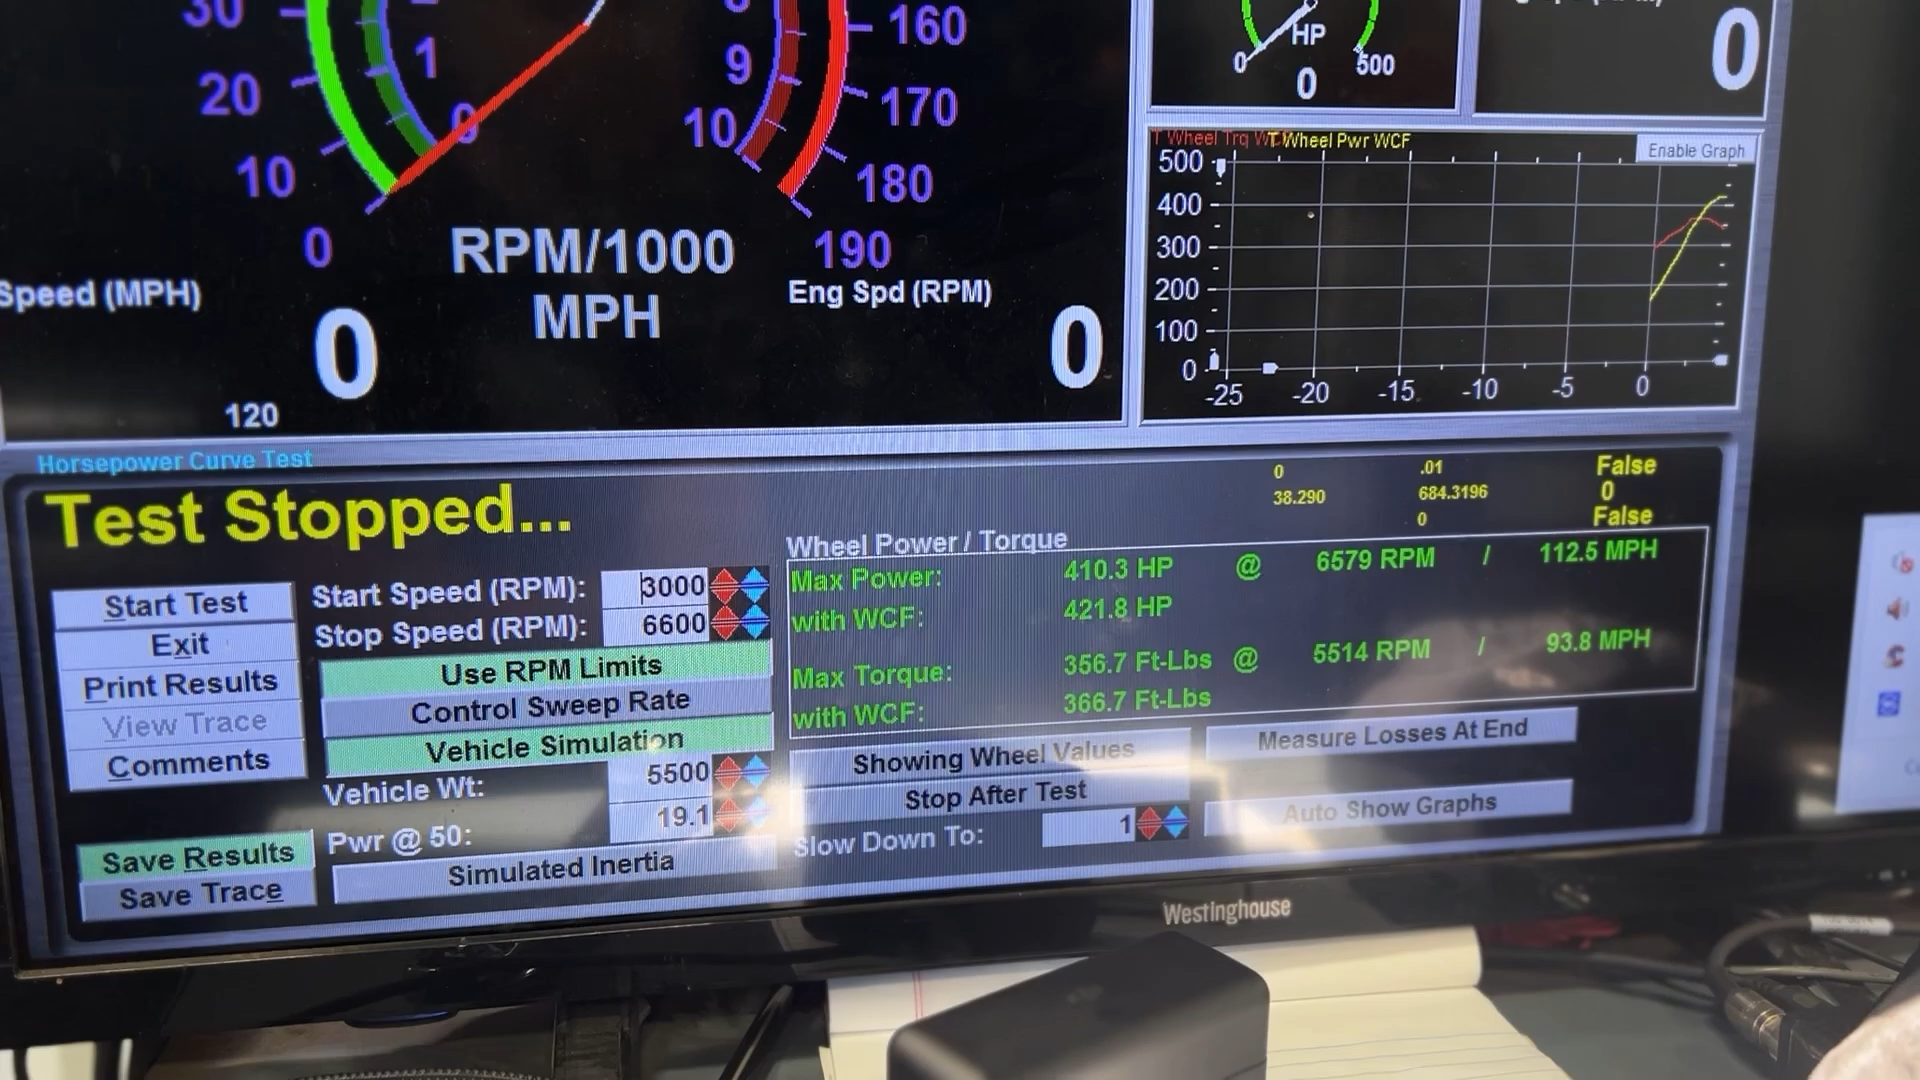 30
20
10
0
1
0
RPM/1000
MPH
9
10
160
170
180
190
Speed (MPH)
0
120
Eng Spd (RPM)
0
HP
0
0
500
0
T Wheel Trq
T Wheel Pwr WCF
Enable Graph
500
400
300
200
100
0
-25 -20 -15 -10 -5 0
Horsepower Curve Test
Test Stopped...
0 .01 False
38.290 684.3196 0
0 False
Start Test
Exit
Print Results
View Trace
Comments
Save Results
Save Trace
Start Speed (RPM): 3000
Stop Speed (RPM): 6600
Use RPM Limits
Control Sweep Rate
Vehicle Simulation
Vehicle Wt: 5500
Pwr @ 50: 19.1
Simulated Inertia
Wheel Power / Torque
Max Power: 410.3 HP @ 6579 RPM / 112.5 MPH
with WCF: 421.8 HP
Max Torque: 356.7 Ft-Lbs @ 5514 RPM / 93.8 MPH
with WCF: 366.7 Ft-Lbs
Showing Wheel Values
Measure Losses At End
Stop After Test
Auto Show Graphs
Slow Down To: 1
Westinghouse